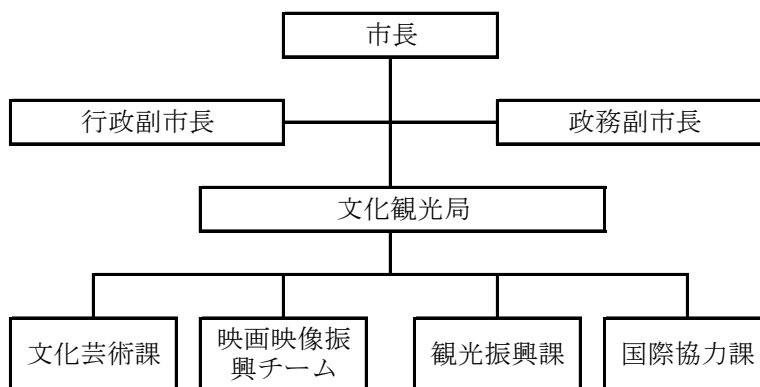 市長
行政副市長
政務副市長
文化観光局
文化芸術課
映画映像振
興チーム
観光振興課
国際協力課